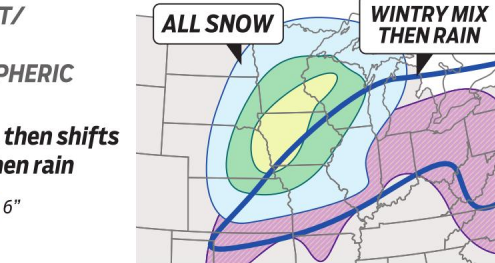 T/
PHERIC
then shifts
hen rain
6”
ALL SNOW
WINTRY MIX
THEN RAIN